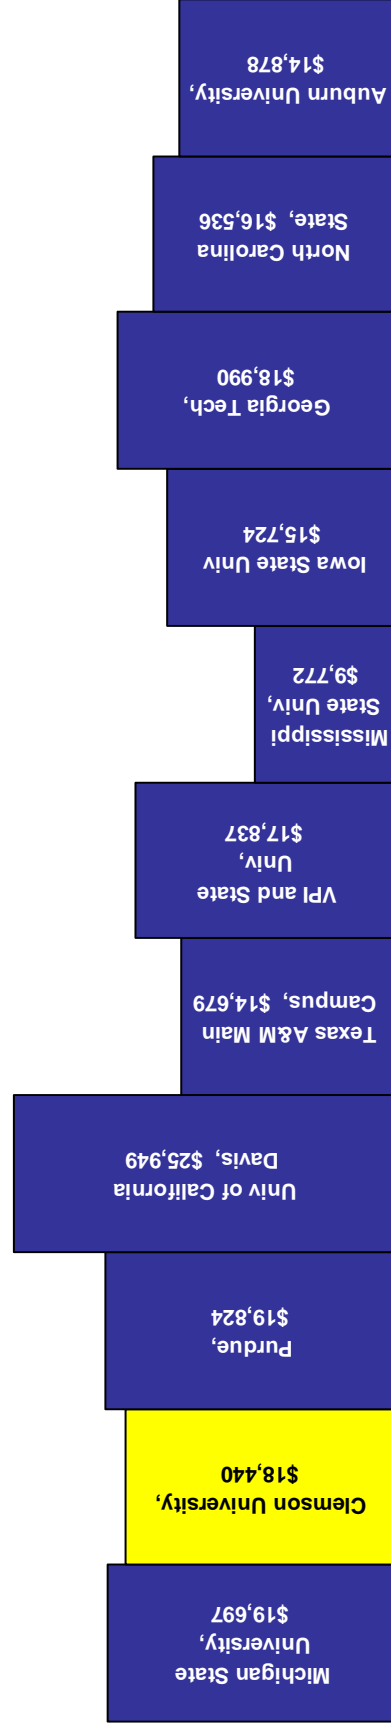 Michigan State
University,
$19,697
Clemson University,
$18,440
Purdue,
$19,824
Univ of California
Davis, $25,949
Texas A&M Main
Campus, $14,679
VPI and State
Univ,
$17,837
Mississippi
State Univ,
$9,772
Iowa State Univ
$15,724
Georgia Tech,
$18,990
North Carolina
State, $16,536
Auburn University,
$14,878